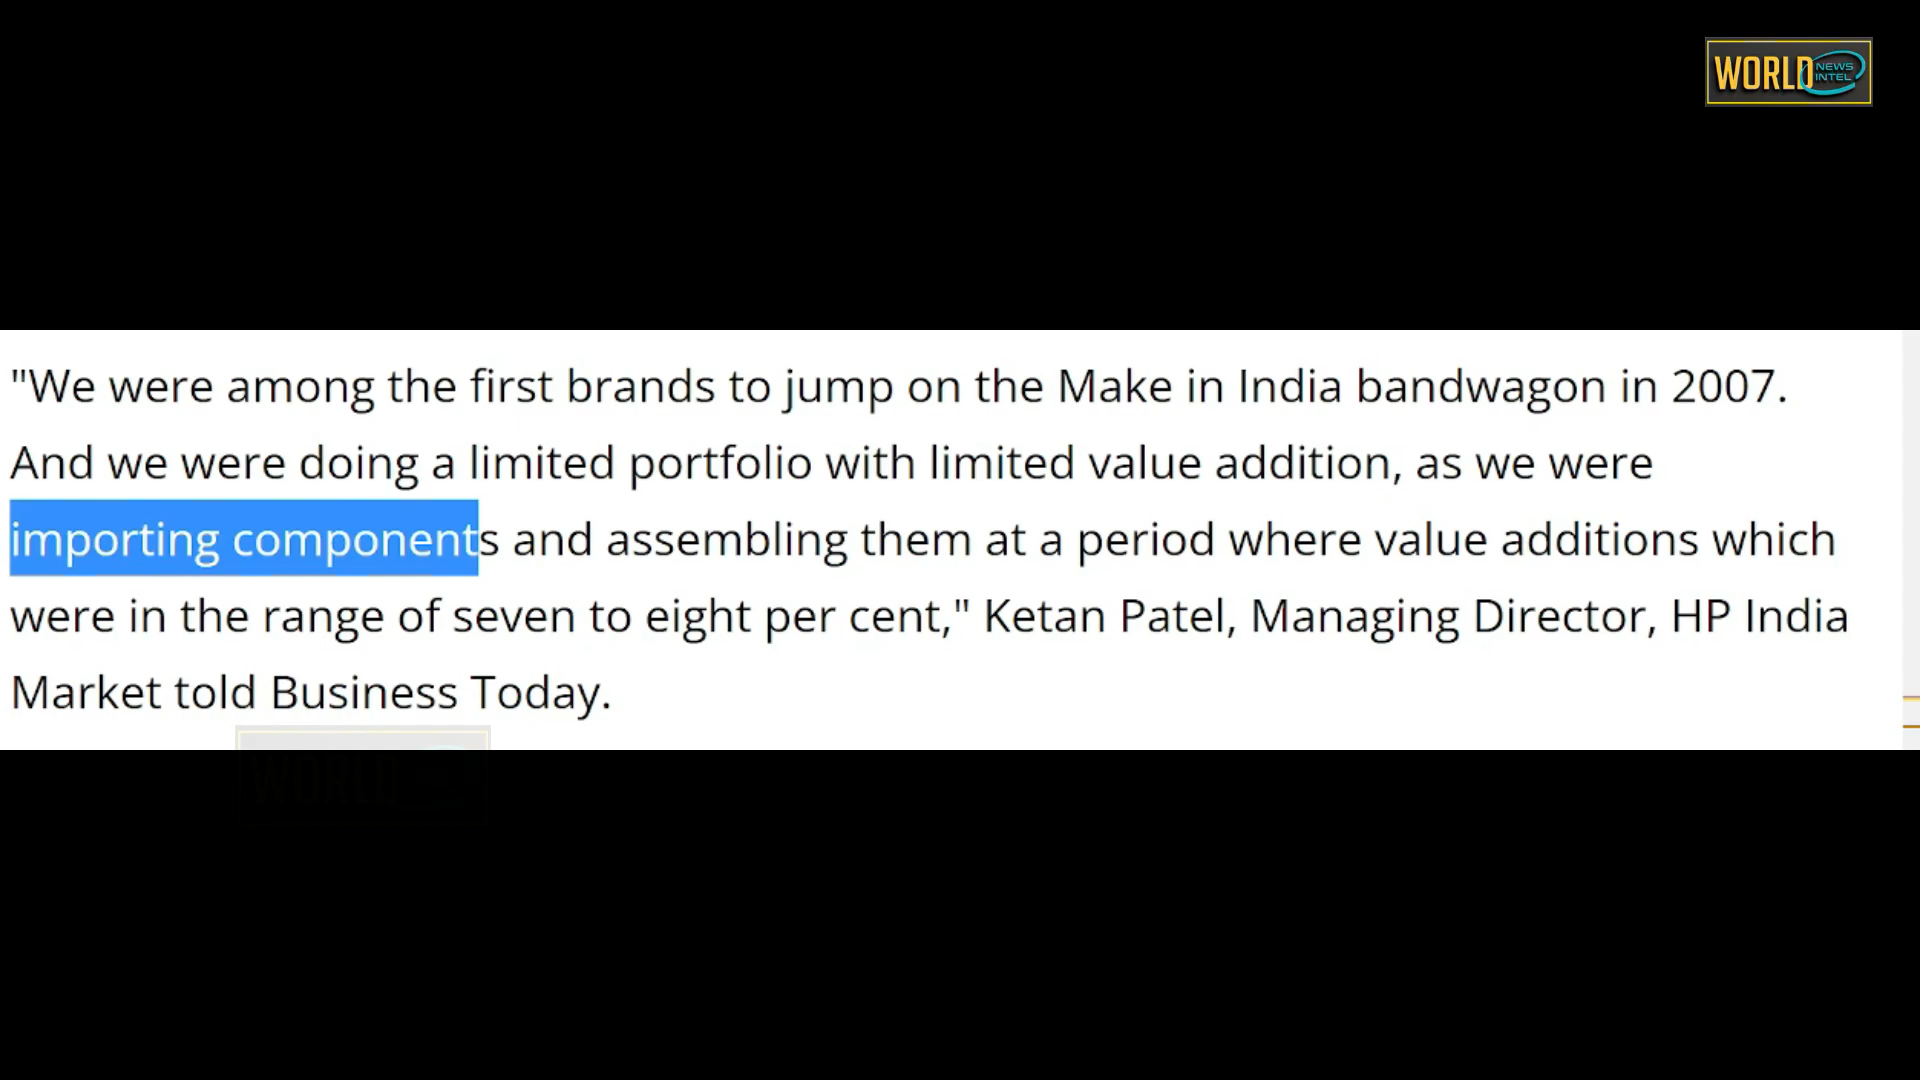 WORLD NEWS INTEL
"We were among the first brands to jump on the Make in India bandwagon in 2007.
And we were doing a limited portfolio with limited value addition, as we were
importing components and assembling them at a period where value additions which
were in the range of seven to eight per cent," Ketan Patel, Managing Director, HP India
Market told Business Today.
WORLD